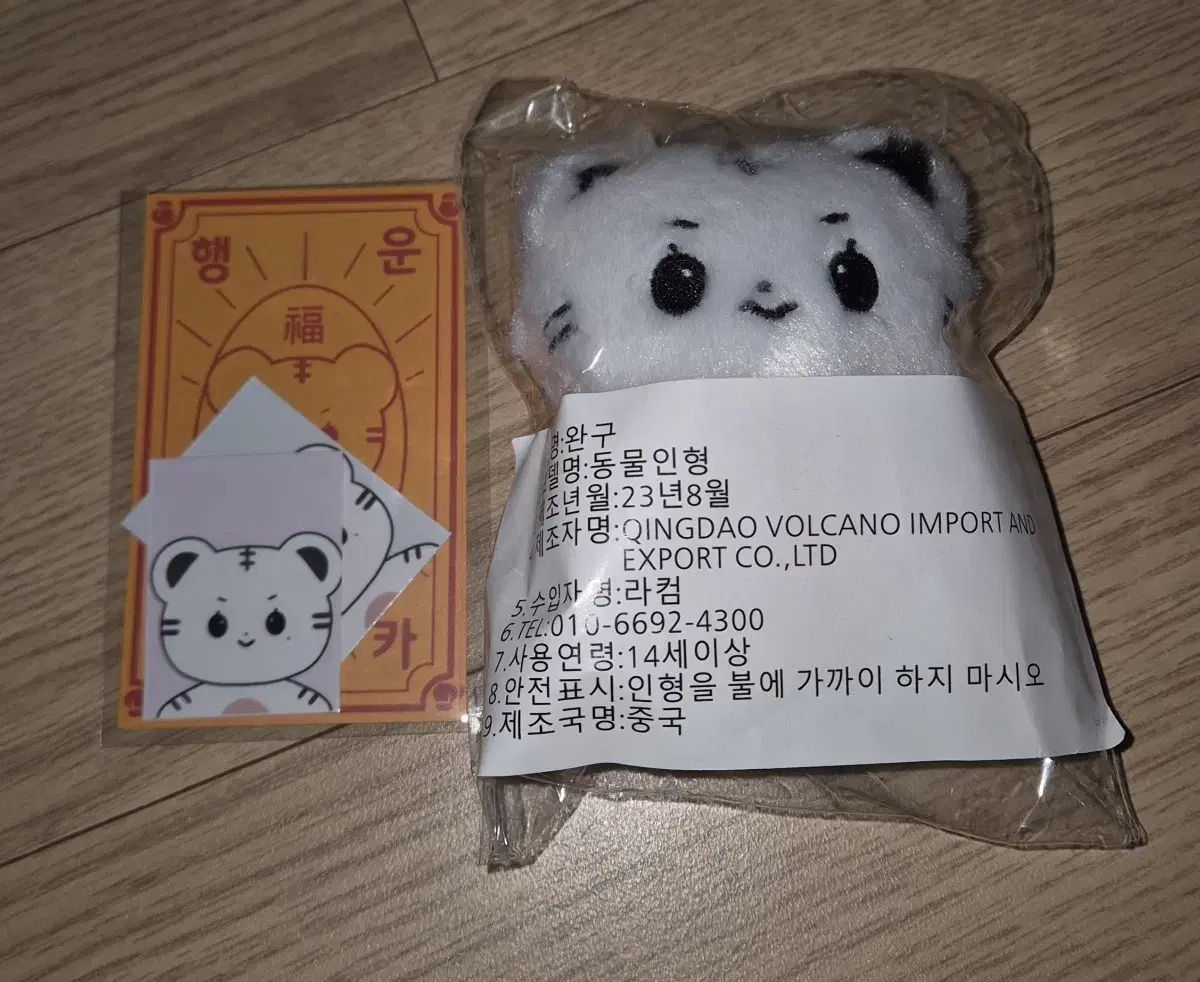 행 운
福
카
명:완구
델명:동물인형
제조년월:23년8월
제조자명:QINGDAO VOLCANO IMPORT AND
EXPORT CO.,LTD
5.수입자 명:라컴
6.TEL:010-6692-4300
7.사용연령:14세이상
8.안전표시:인형을 불에 가까이 하지 마시오
9.제조국명:중국